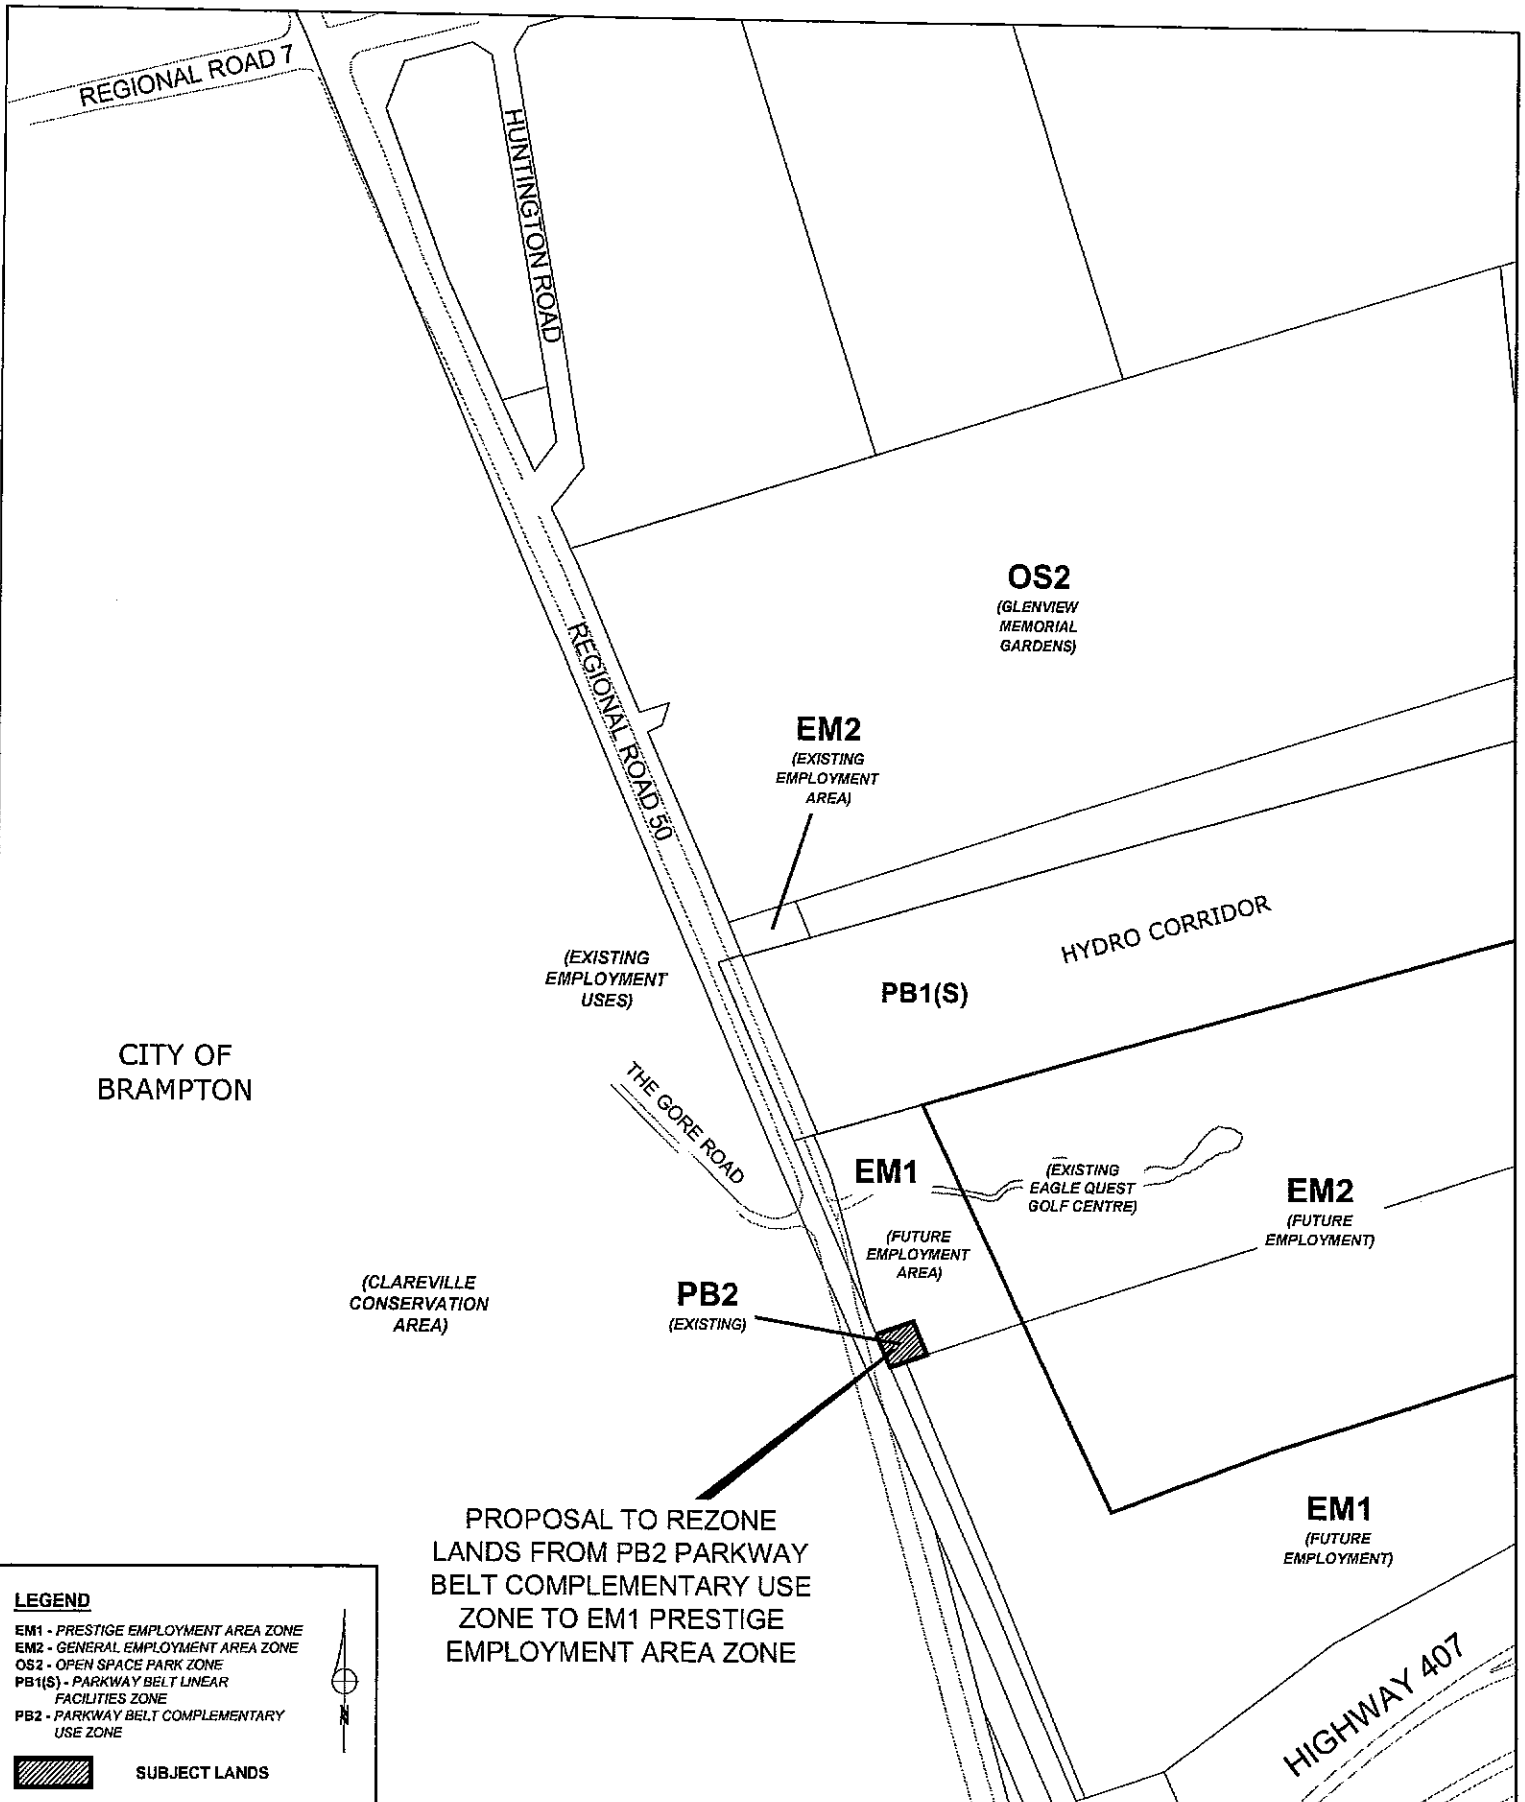 REGIONAL ROAD 7
HUNTINGTON ROAD
OS2
(GLENVIEW
MEMORIAL
GARDENS)
REGIONAL ROAD 50
EM2
(EXISTING
EMPLOYMENT
AREA)
HYDRO CORRIDOR
(EXISTING
EMPLOYMENT
USES)
PB1(S)
CITY OF
BRAMPTON
THE GORE ROAD
EM1
(EXISTING
EAGLE QUEST
GOLF CENTRE)
EM2
(FUTURE
EMPLOYMENT)
(FUTURE
EMPLOYMENT
AREA)
(CLAREVILLE
CONSERVATION
AREA)
PB2
(EXISTING)
PROPOSAL TO REZONE
LANDS FROM PB2 PARKWAY
BELT COMPLEMENTARY USE
ZONE TO EM1 PRESTIGE
EMPLOYMENT AREA ZONE
EM1
(FUTURE
EMPLOYMENT)
HIGHWAY 407
LEGEND
EM1 - PRESTIGE EMPLOYMENT AREA ZONE
EM2 - GENERAL EMPLOYMENT AREA ZONE
OS2 - OPEN SPACE PARK ZONE
PB1(S) - PARKWAY BELT LINEAR
FACILITIES ZONE
PB2 - PARKWAY BELT COMPLEMENTARY
USE ZONE
N
SUBJECT LANDS